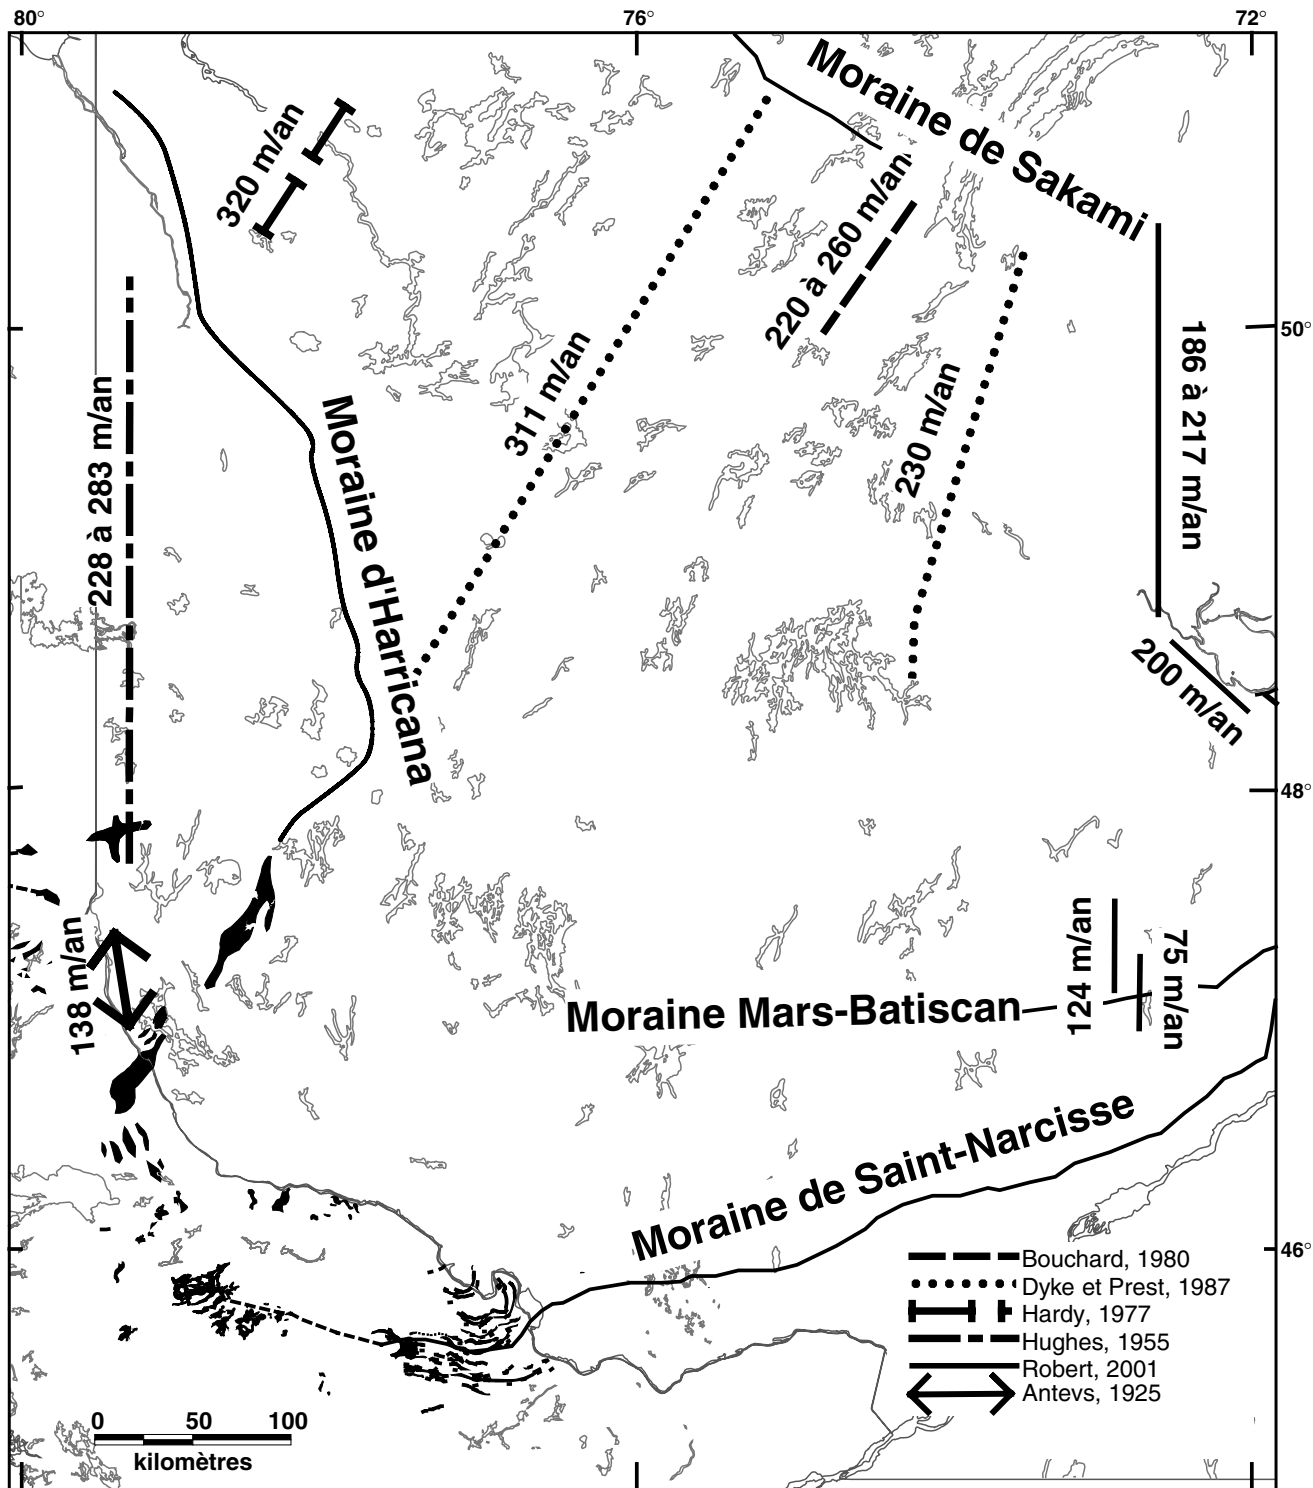 80°
76°
72°
Moraine de Sakami
320 m/an
220 à 260 m/an
50°
186 à 217 m/an
311 m/an
230 m/an
228 à 283 m/an
Moraine d'Harricana
200 m/an
48°
138 m/an
124 m/an
75 m/an
Moraine Mars-Batiscan
Moraine de Saint-Narcisse
46°
Bouchard, 1980
Dyke et Prest, 1987
Hardy, 1977
Hughes, 1955
Robert, 2001
Antevs, 1925
0 50 100
kilomètres